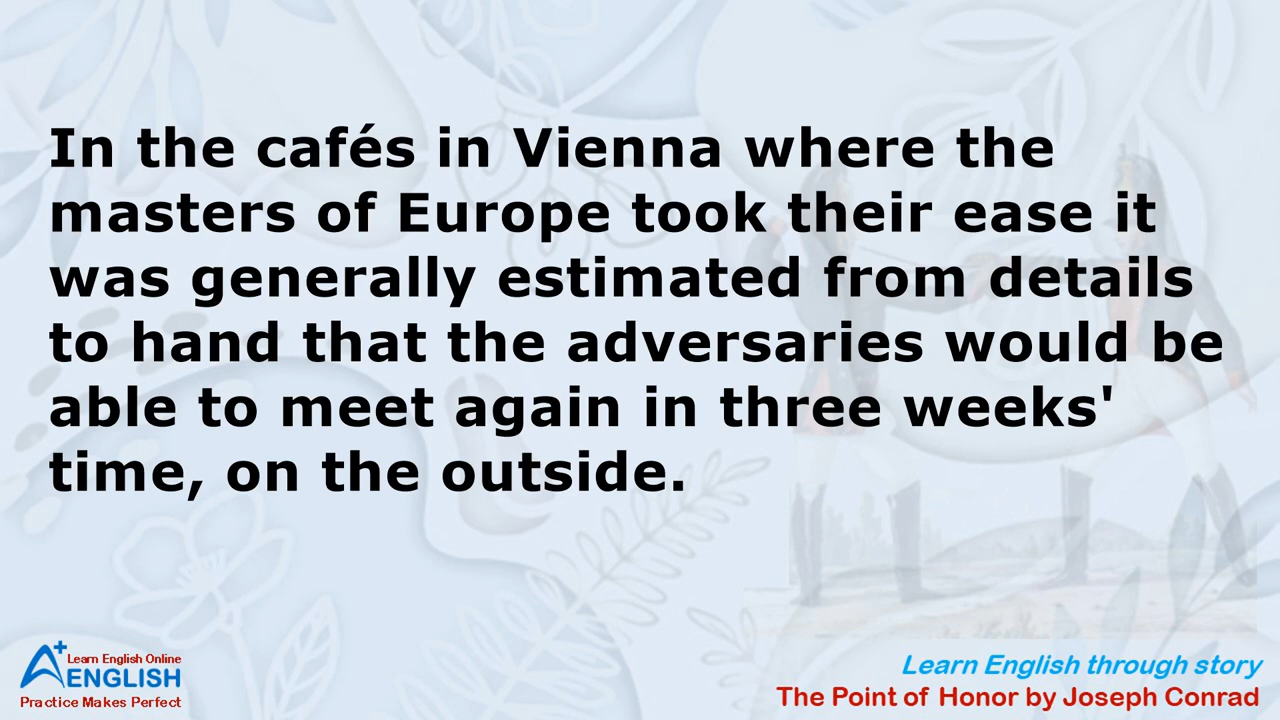 In the cafés in Vienna where the
masters of Europe took their ease it
was generally estimated from details
to hand that the adversaries would be
able to meet again in three weeks'
time, on the outside.
A+ Learn English Online
ENGLISH
Practice Makes Perfect
Learn English through story
The Point of Honor by Joseph Conrad